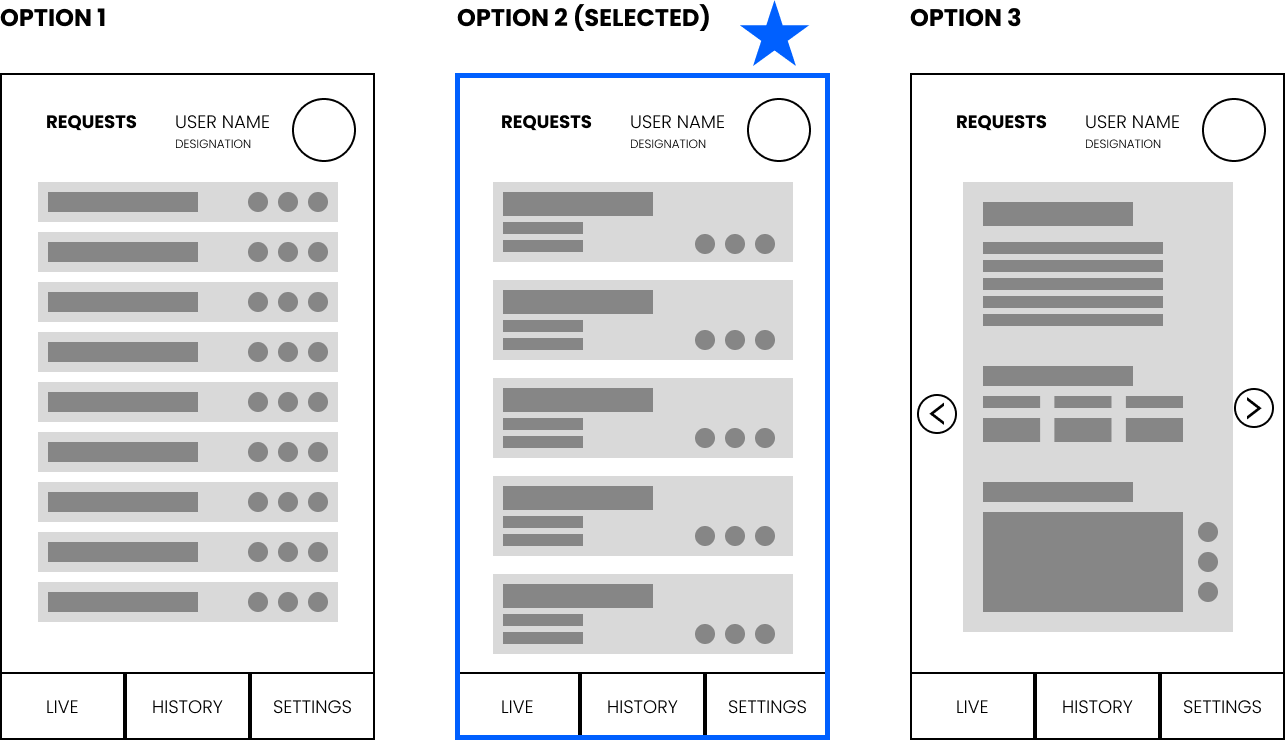 OPTION 1
OPTION 2 (SELECTED)
OPTION 3
REQUESTS
USER NAME
DESIGNATION
LIVE
HISTORY
SETTINGS
REQUESTS
USER NAME
DESIGNATION
LIVE
HISTORY
SETTINGS
REQUESTS
USER NAME
DESIGNATION
LIVE
HISTORY
SETTINGS